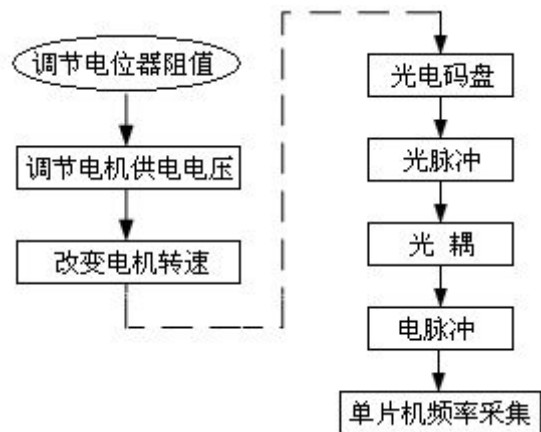 调节电位器阻值
调节电机供电电压
改变电机转速
光电码盘
光脉冲
光 耦
电脉冲
单片机频率采集